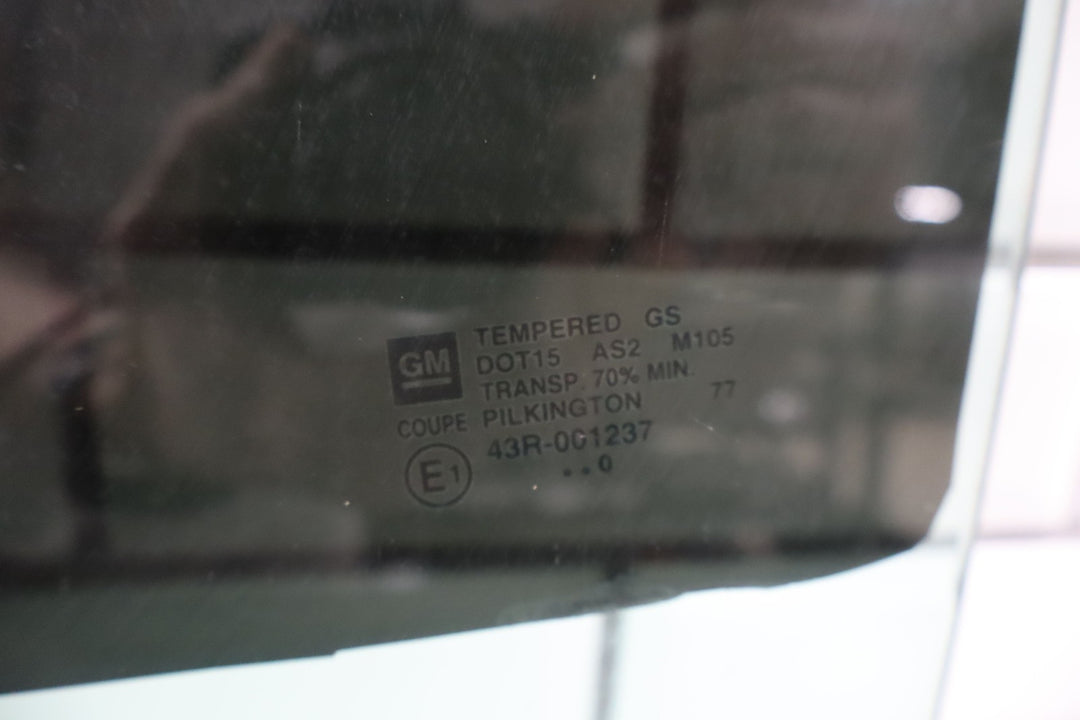 GM
TEMPERED GS
DOT15 AS2 M105
TRANSP. 70% MIN.
COUPE PILKINGTON 77
E1 43R-001237
..0